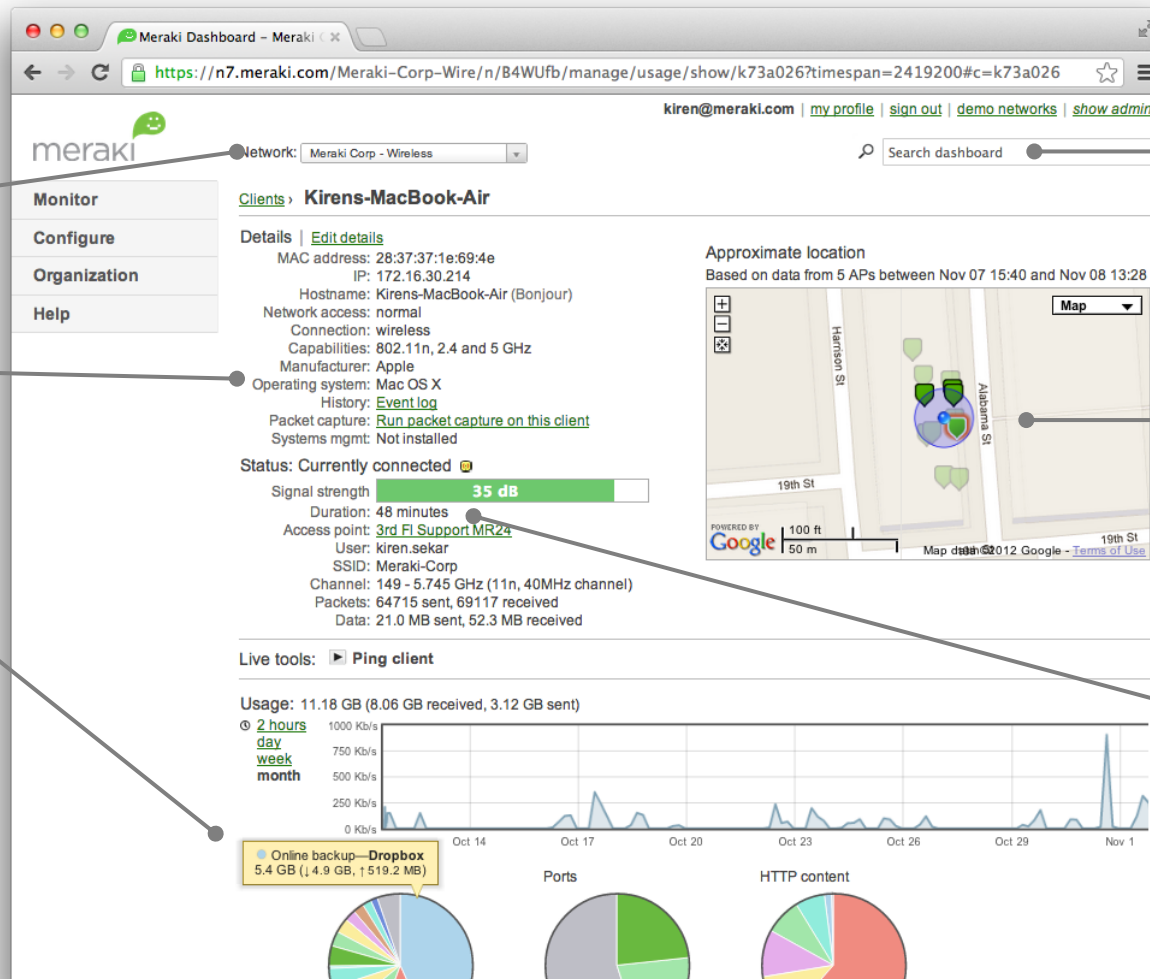 Meraki Dashboard – Meraki
https://n7.meraki.com/Meraki-Corp-Wire/n/B4WUfb/manage/usage/show/k73a026?timespan=2419200#c=k73a026
kiren@meraki.com | my profile | sign out | demo networks | show admin
meraki
Network: Meraki Corp - Wireless
Search dashboard
Monitor
Configure
Organization
Help
Clients › Kirens-MacBook-Air
Details | Edit details
MAC address: 28:37:37:1e:69:4e
IP: 172.16.30.214
Hostname: Kirens-MacBook-Air (Bonjour)
Network access: normal
Connection: wireless
Capabilities: 802.11n, 2.4 and 5 GHz
Manufacturer: Apple
Operating system: Mac OS X
History: Event log
Packet capture: Run packet capture on this client
Systems mgmt: Not installed
Approximate location
Based on data from 5 APs between Nov 07 15:40 and Nov 08 13:28
Map
Harrison St
Alabama St
19th St
19th St
POWERED BY
Google
100 ft
50 m
Map data ©2012 Google - Terms of Use
Status: Currently connected
Signal strength 35 dB
Duration: 48 minutes
Access point: 3rd Fl Support MR24
User: kiren.sekar
SSID: Meraki-Corp
Channel: 149 - 5.745 GHz (11n, 40MHz channel)
Packets: 64715 sent, 69117 received
Data: 21.0 MB sent, 52.3 MB received
Live tools: Ping client
Usage: 11.18 GB (8.06 GB received, 3.12 GB sent)
2 hours
day
week
month
1000 Kb/s
750 Kb/s
500 Kb/s
250 Kb/s
0 Kb/s
Oct 14 Oct 17 Oct 20 Oct 23 Oct 26 Oct 29 Nov 1
Online backup—Dropbox
5.4 GB (↓4.9 GB, ↑519.2 MB)
Ports
HTTP content